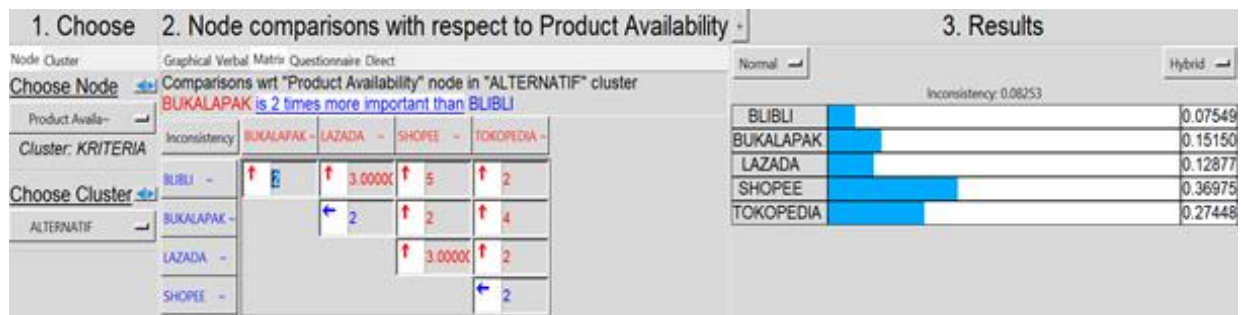 1. Choose
Node Cluster
Choose Node
Product Availa~
Cluster: KRITERIA
Choose Cluster
ALTERNATIF
2. Node comparisons with respect to Product Availability
Graphical Verbal Matrix Questionnaire Direct
Comparisons wrt "Product Availability" node in "ALTERNATIF" cluster
BUKALAPAK is 2 times more important than BLIBLI
Inconsistency BUKALAPAK ~ LAZADA ~ SHOPEE ~ TOKOPEDIA ~
BLIBLI ~ 2 3.00000 5 2
BUKALAPAK ~ 2 2 4
LAZADA ~ 3.00000 2
SHOPEE ~ 2
3. Results
Normal Hybrid
Inconsistency: 0.08253
BLIBLI 0.07549
BUKALAPAK 0.15150
LAZADA 0.12877
SHOPEE 0.36975
TOKOPEDIA 0.27448